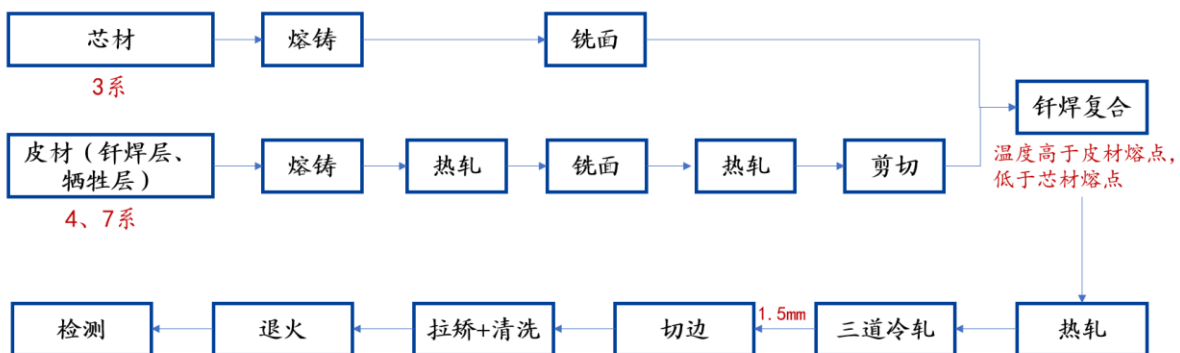 芯材
熔铸
铣面
3系
钎焊复合
皮材（钎焊层、
牺牲层）
熔铸
热轧
铣面
热轧
剪切
温度高于皮材熔点，
低于芯材熔点
4、7系
检测
退火
拉矫+清洗
切边
1.5mm
三道冷轧
热轧